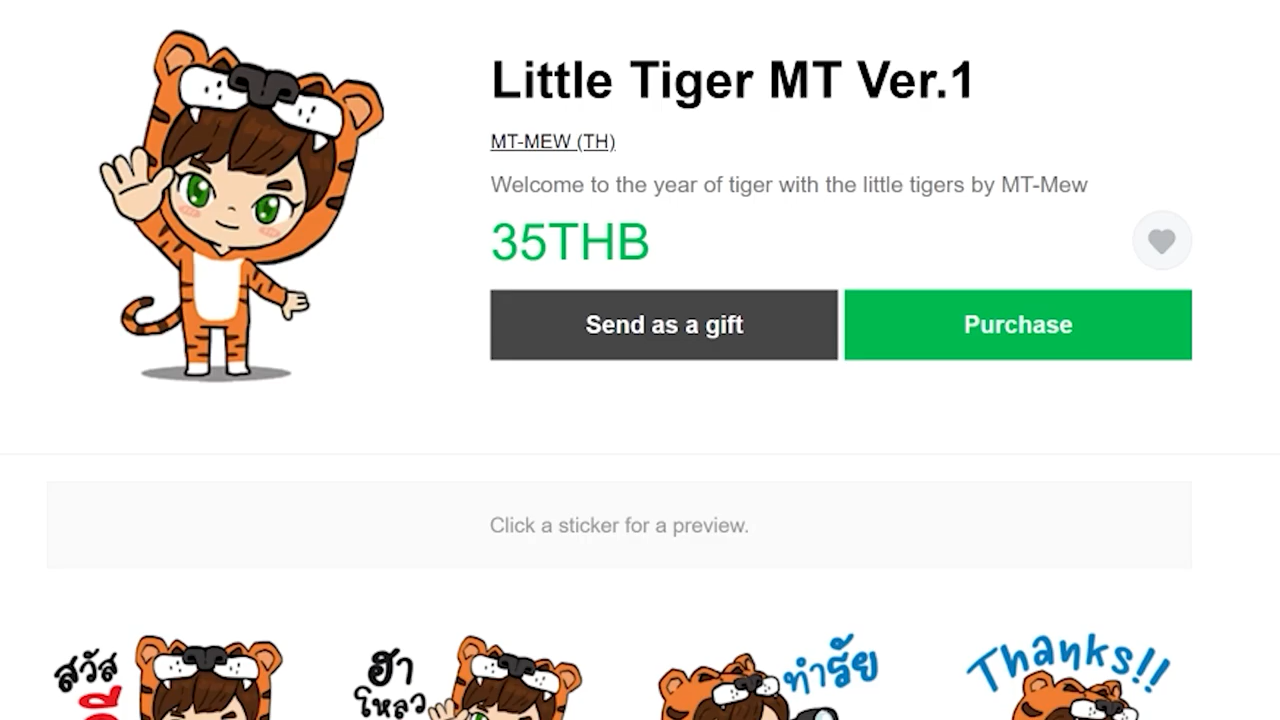 Little Tiger MT Ver.1
MT-MEW (TH)
Welcome to the year of tiger with the little tigers by MT-Mew
35THB
Send as a gift
Purchase
Click a sticker for a preview.
สวัส
ฮา
โหลว
ทำรัย
Thanks!!